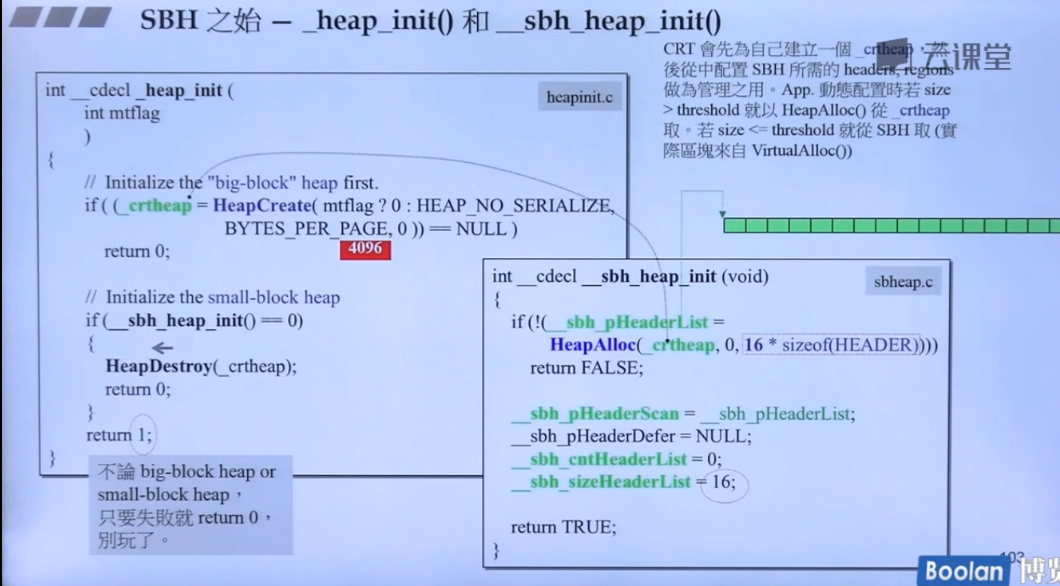 SBH 之始 – _heap_init() 和 __sbh_heap_init()
CRT 會先為自己建立一個 _crtheap，然
後從中配置 SBH 所需的 headers, regions
做為管理之用。App. 動態配置時若 size
> threshold 就以 HeapAlloc() 從 _crtheap
取。若 size <= threshold 就從 SBH 取 (實
際區塊來自 VirtualAlloc())
云课堂
int __cdecl _heap_init (
heapinit.c
int mtflag
)
{
// Initialize the "big-block" heap first.
if ( (_crtheap = HeapCreate( mtflag ? 0 : HEAP_NO_SERIALIZE,
BYTES_PER_PAGE, 0 )) == NULL )
4096
return 0;
// Initialize the small-block heap
if (__sbh_heap_init() == 0)
{ ←
HeapDestroy(_crtheap);
return 0;
}
return 1;
}
不論 big-block heap or
small-block heap，
只要失敗就 return 0，
別玩了。
int __cdecl __sbh_heap_init (void)
sbheap.c
{
if (!(__sbh_pHeaderList =
HeapAlloc(_crtheap, 0, 16 * sizeof(HEADER))))
return FALSE;
__sbh_pHeaderScan = __sbh_pHeaderList;
__sbh_pHeaderDefer = NULL;
__sbh_cntHeaderList = 0;
__sbh_sizeHeaderList = 16;
return TRUE;
}
103
Boolan 博